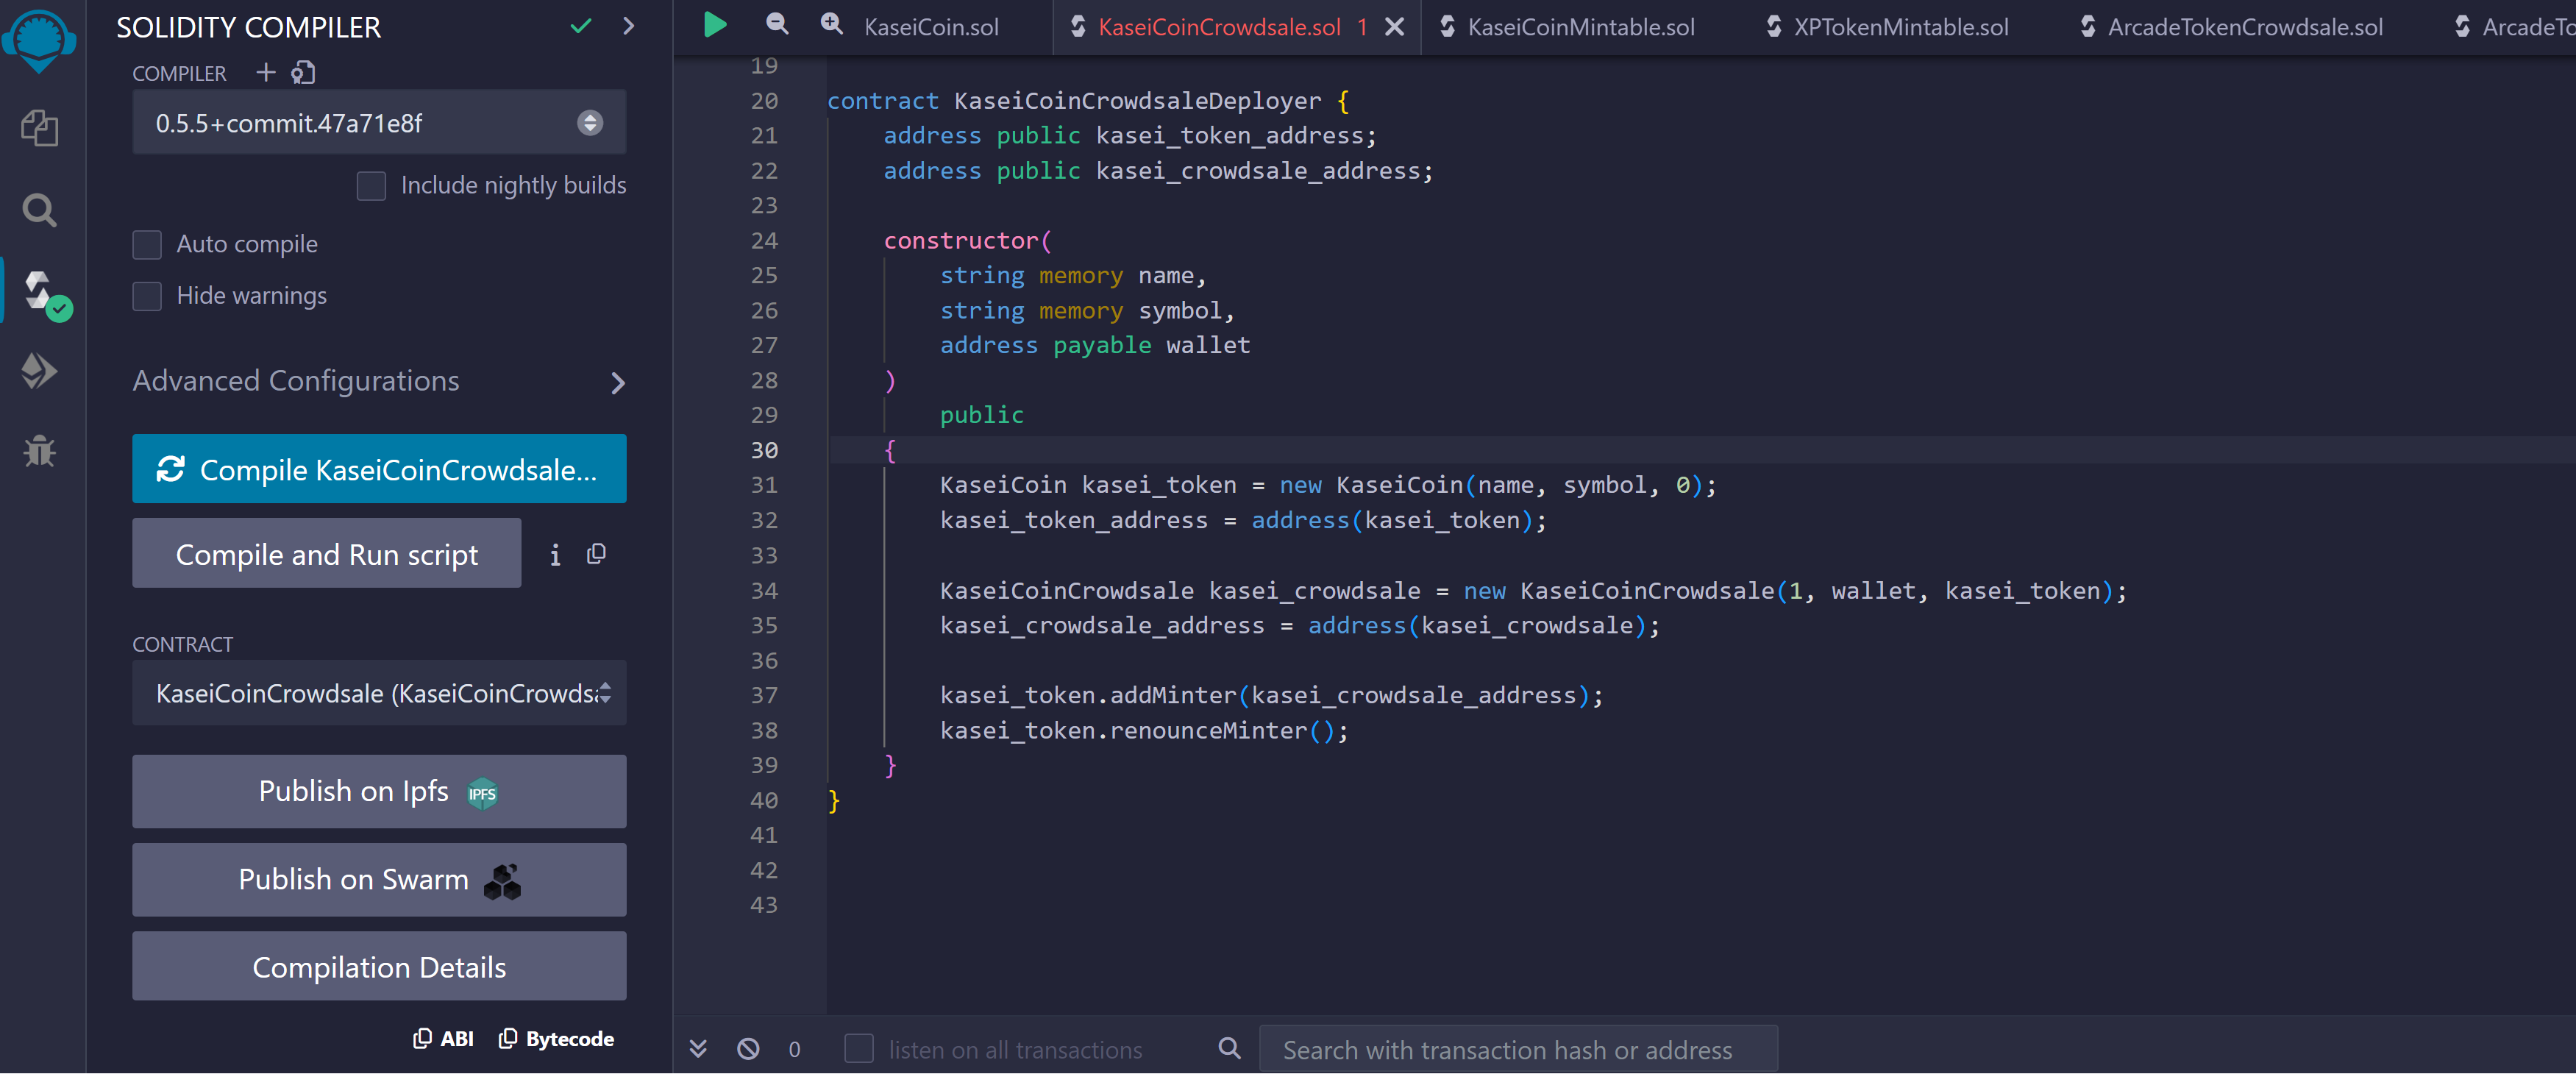 SOLIDITY COMPILER
COMPILER
0.5.5+commit.47a71e8f
Include nightly builds
Auto compile
Hide warnings
Advanced Configurations
Compile KaseiCoinCrowdsale...
Compile and Run script
CONTRACT
KaseiCoinCrowdsale (KaseiCoinCrowdsa
Publish on Ipfs IPFS
Publish on Swarm
Compilation Details
ABI Bytecode
KaseiCoin.sol KaseiCoinCrowdsale.sol 1 KaseiCoinMintable.sol XPTokenMintable.sol ArcadeTokenCrowdsale.sol ArcadeTo
19
20 contract KaseiCoinCrowdsaleDeployer {
21 address public kasei_token_address;
22 address public kasei_crowdsale_address;
23
24 constructor(
25 string memory name,
26 string memory symbol,
27 address payable wallet
28 )
29 public
30 {
31 KaseiCoin kasei_token = new KaseiCoin(name, symbol, 0);
32 kasei_token_address = address(kasei_token);
33
34 KaseiCoinCrowdsale kasei_crowdsale = new KaseiCoinCrowdsale(1, wallet, kasei_token);
35 kasei_crowdsale_address = address(kasei_crowdsale);
36
37 kasei_token.addMinter(kasei_crowdsale_address);
38 kasei_token.renounceMinter();
39 }
40 }
41
42
43
0 listen on all transactions Search with transaction hash or address